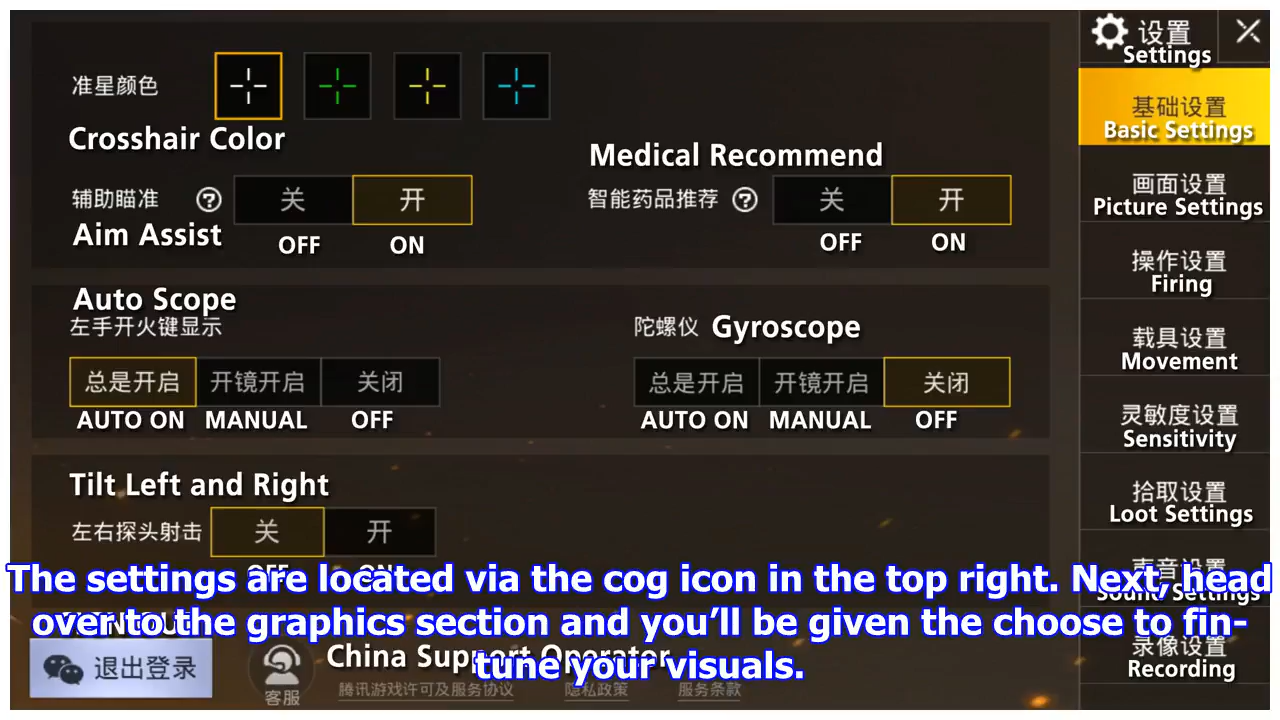 设置
Settings
准星颜色
Crosshair Color
基础设置
Basic Settings
Medical Recommend
辅助瞄准 ? 关 开
智能药品推荐 ? 关 开
Aim Assist OFF ON
OFF ON
画面设置
Picture Settings
操作设置
Firing
Auto Scope
左手开火键显示
陀螺仪 Gyroscope
载具设置
Movement
总是开启 开镜开启 关闭
AUTO ON MANUAL OFF
总是开启 开镜开启 关闭
AUTO ON MANUAL OFF
灵敏度设置
Sensitivity
Tilt Left and Right
左右探头射击 关 开
OFF ON
拾取设置
Loot Settings
声音设置
Sound Settings
The settings are located via the cog icon in the top right. Next, head
over to the graphics section and you’ll be given the choose to fin-
tune your visuals.
退出登录
客服
China Support Operator
腾讯游戏许可及服务协议 隐私政策 服务条款
录像设置
Recording